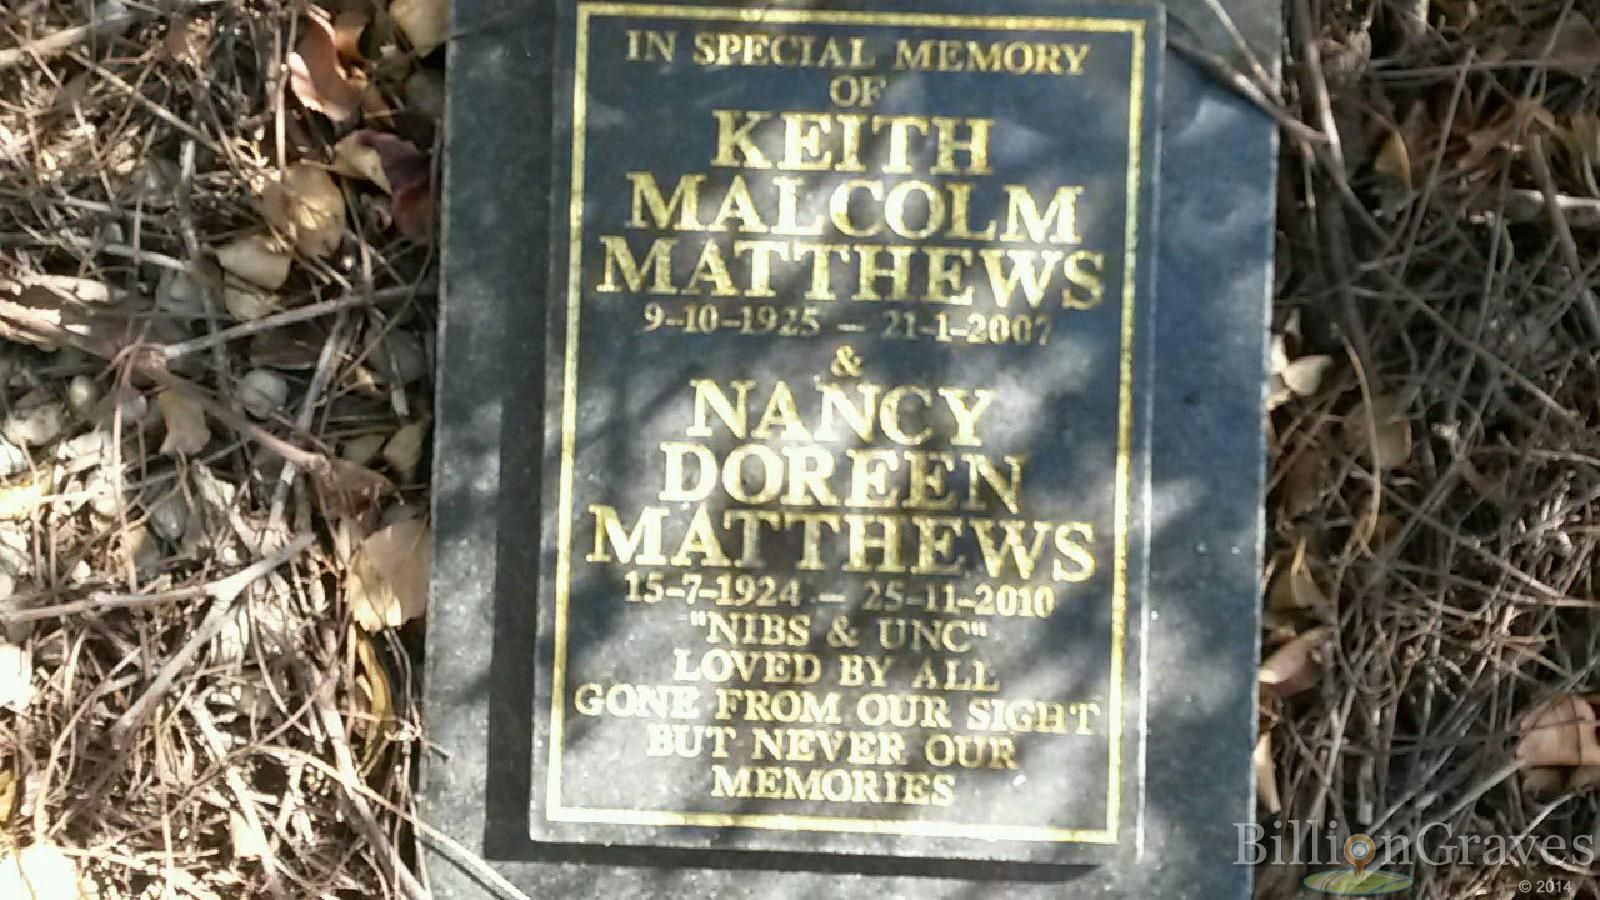 IN SPECIAL MEMORY
OF
KEITH
MALCOLM
MATTHEWS
9-10-1925 – 21-1-2007
&
NANCY
DOREEN
MATTHEWS
15-7-1924 – 25-11-2010
"NIBS & UNC"
LOVED BY ALL
GONE FROM OUR SIGHT
BUT NEVER OUR
MEMORIES
BillionGraves
© 2014